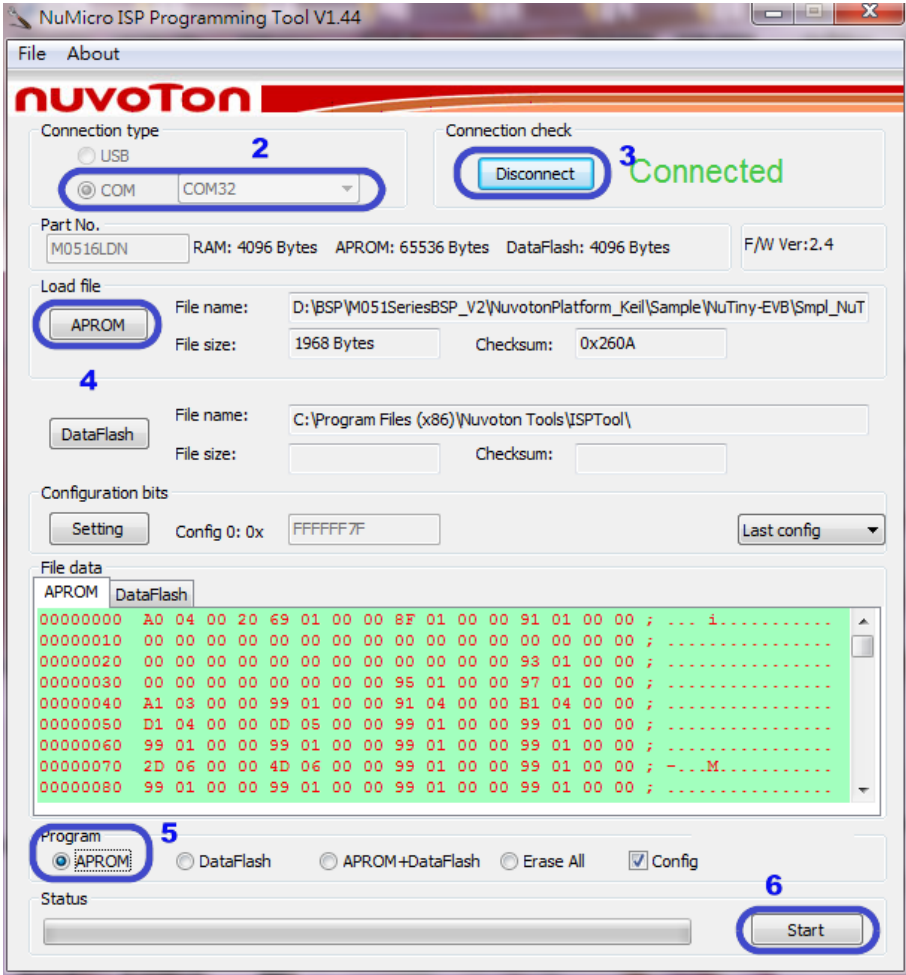 NuMicro ISP Programming Tool V1.44
File About
nuvoTon
Connection type
USB
2
COM COM32
Connection check
Disconnect 3 Connected
Part No.
M0516LDN RAM: 4096 Bytes APROM: 65536 Bytes DataFlash: 4096 Bytes F/W Ver:2.4
Load file
APROM
File name: D:\BSP\M051SeriesBSP_V2\NuvotonPlatform_Keil\Sample\NuTiny-EVB\Smpl_NuT
File size: 1968 Bytes Checksum: 0x260A
4
DataFlash
File name: C:\Program Files (x86)\Nuvoton Tools\ISPTool\
File size: Checksum:
Configuration bits
Setting Config 0: 0x FFFFFF7F Last config
File data
APROM DataFlash
00000000 A0 04 00 20 69 01 00 00 8F 01 00 00 91 01 00 00 ; ... i...........
00000010 00 00 00 00 00 00 00 00 00 00 00 00 00 00 00 00 ; ................
00000020 00 00 00 00 00 00 00 00 00 00 00 00 93 01 00 00 ; ................
00000030 00 00 00 00 00 00 00 00 95 01 00 00 97 01 00 00 ; ................
00000040 A1 03 00 00 99 01 00 00 91 04 00 00 B1 04 00 00 ; ................
00000050 D1 04 00 00 0D 05 00 00 99 01 00 00 99 01 00 00 ; ................
00000060 99 01 00 00 99 01 00 00 99 01 00 00 99 01 00 00 ; ................
00000070 2D 06 00 00 4D 06 00 00 99 01 00 00 99 01 00 00 ; -...M...........
00000080 99 01 00 00 99 01 00 00 99 01 00 00 99 01 00 00 ; ................
Program 5
APROM DataFlash APROM+DataFlash Erase All Config
Status
6
Start